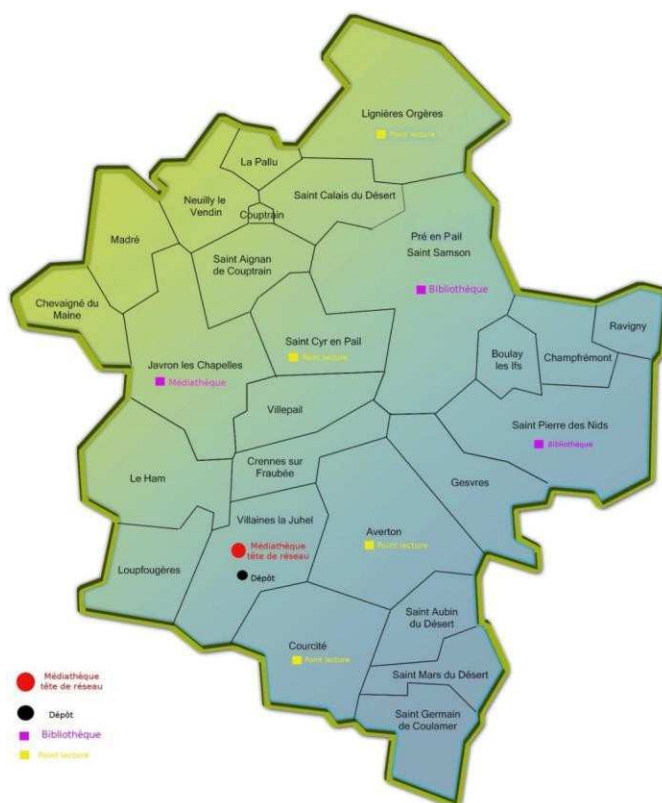 Lignières Orgères
Point lecture
La Pallu
Neuilly le
Vendin
Saint Calais du Désert
Couptrain
Madré
Pré en Pail
Saint Samson
Saint Aignan
de Couptrain
Bibliothèque
Chevaigné du
Maine
Ravigny
Saint Cyr en Pail
Point lecture
Boulay
les Ifs
Champfrémont
Javron les Chapelles
Médiathèque
Villepail
Saint Pierre des Nids
Bibliothèque
Crennes sur
Fraubée
Le Ham
Gesvres
Villaines la Juhel
Médiathèque
tête de réseau
Dépôt
Averton
Point lecture
Loupfougères
Saint Aubin
du Désert
Courcité
Point lecture
Saint Mars du Désert
Saint Germain
de Coulamer
Médiathèque
tête de réseau
Dépôt
Bibliothèque
Point lecture